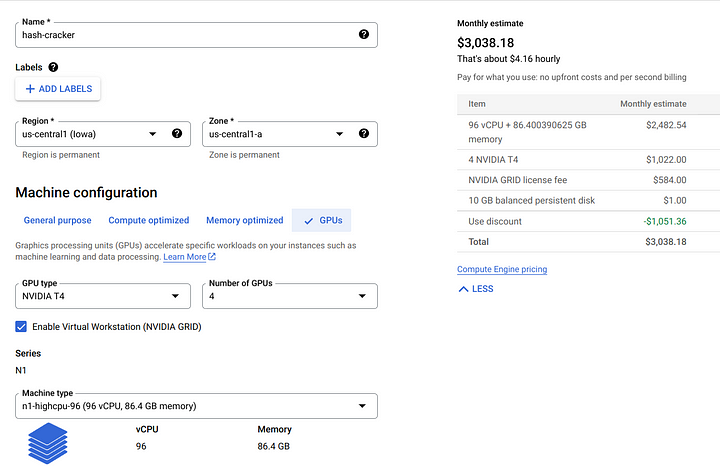 Name *
hash-cracker
Labels
ADD LABELS
Region *
us-central1 (Iowa)
Region is permanent
Zone *
us-central1-a
Zone is permanent
Machine configuration
General purpose
Compute optimized
Memory optimized
GPUs
Graphics processing units (GPUs) accelerate specific workloads on your instances such as
machine learning and data processing. Learn More
GPU type
NVIDIA T4
Number of GPUs
4
Enable Virtual Workstation (NVIDIA GRID)
Series
N1
Machine type
n1-highcpu-96 (96 vCPU, 86.4 GB memory)
vCPU
96
Memory
86.4 GB
Monthly estimate
$3,038.18
That's about $4.16 hourly
Pay for what you use: no upfront costs and per second billing
Item Monthly estimate
96 vCPU + 86.400390625 GB $2,482.54
memory
4 NVIDIA T4 $1,022.00
NVIDIA GRID license fee $584.00
10 GB balanced persistent disk $1.00
Use discount -$1,051.36
Total $3,038.18
Compute Engine pricing
LESS